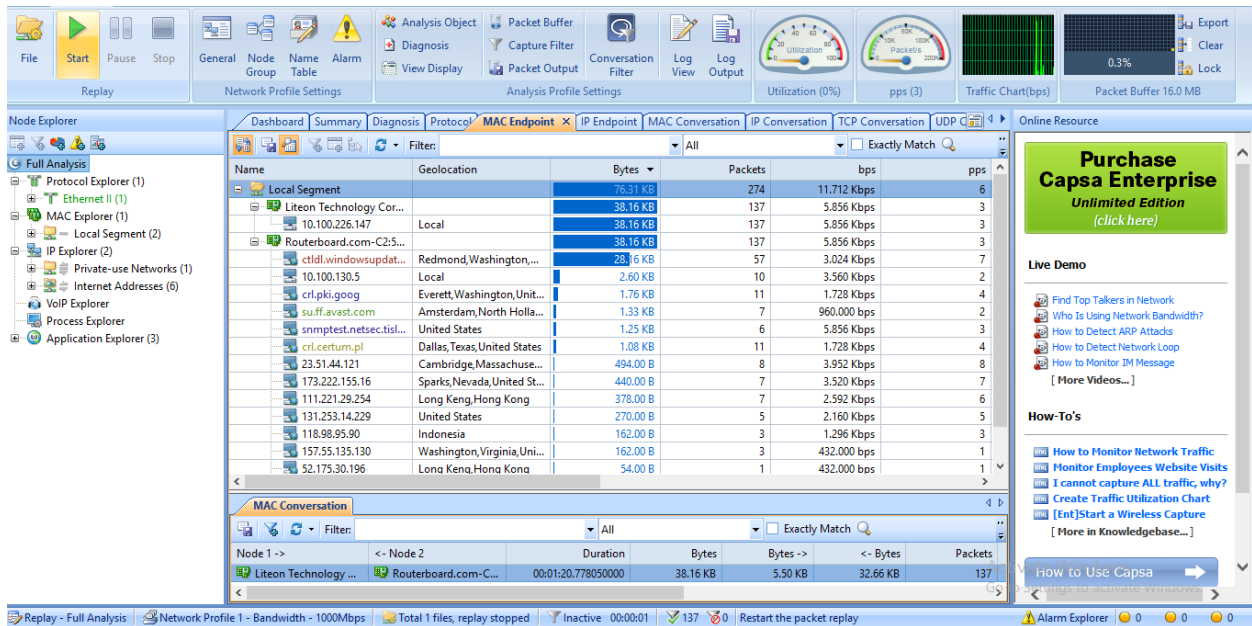 File Start Pause Stop General Node Group Name Table Alarm Analysis Object Diagnosis View Display Packet Buffer Capture Filter Packet Output Conversation Filter Log View Log Output
Utilization
Packet/s
0.3%
Export
Clear
Lock
Replay Network Profile Settings Analysis Profile Settings Utilization (0%) pps (3) Traffic Chart(bps) Packet Buffer 16.0 MB
Node Explorer
Full Analysis
Protocol Explorer (1)
Ethernet II (1)
MAC Explorer (1)
Local Segment (2)
IP Explorer (2)
Private-use Networks (1)
Internet Addresses (6)
VoIP Explorer
Process Explorer
Application Explorer (3)
Dashboard Summary Diagnosis Protocol MAC Endpoint IP Endpoint MAC Conversation IP Conversation TCP Conversation UDP C
Filter: All Exactly Match
Name Geolocation Bytes Packets bps pps
Local Segment 76.31 KB 274 11.712 Kbps 6
Liteon Technology Cor... 38.16 KB 137 5.856 Kbps 3
10.100.226.147 Local 38.16 KB 137 5.856 Kbps 3
Routerboard.com-C2:5... 38.16 KB 137 5.856 Kbps 3
ctldl.windowsupdat... Redmond,Washington,... 28.16 KB 57 3.024 Kbps 7
10.100.130.5 Local 2.60 KB 10 3.560 Kbps 2
crl.pki.goog Everett,Washington,Unit... 1.76 KB 11 1.728 Kbps 4
su.ff.avast.com Amsterdam,North Holla... 1.33 KB 7 960.000 bps 2
snmptest.netsec.tisl... United States 1.25 KB 6 5.856 Kbps 3
crl.certum.pl Dallas,Texas,United States 1.08 KB 11 1.728 Kbps 4
23.51.44.121 Cambridge,Massachuse... 494.00 B 8 3.952 Kbps 8
173.222.155.16 Sparks,Nevada,United St... 440.00 B 7 3.520 Kbps 7
111.221.29.254 Long Keng,Hong Kong 378.00 B 7 2.592 Kbps 6
131.253.14.229 United States 270.00 B 5 2.160 Kbps 5
118.98.95.90 Indonesia 162.00 B 3 1.296 Kbps 3
157.55.135.130 Washington,Virginia,Uni... 162.00 B 3 432.000 bps 1
52.175.30.196 Long Keng,Hong Kong 54.00 B 1 432.000 bps 1
MAC Conversation
Filter: All Exactly Match
Node 1 -> <- Node 2 Duration Bytes Bytes -> <- Bytes Packets
Liteon Technology ... Routerboard.com-C... 00:01:20.778050000 38.16 KB 5.50 KB 32.66 KB 137
Online Resource
Purchase
Capsa Enterprise
Unlimited Edition
(click here)
Live Demo
Find Top Talkers in Network
Who Is Using Network Bandwidth?
How to Detect ARP Attacks
How to Detect Network Loop
How to Monitor IM Message
[ More Videos... ]
How-To's
How to Monitor Network Traffic
Monitor Employees Website Visits
I cannot capture ALL traffic, why?
Create Traffic Utilization Chart
[Ent]Start a Wireless Capture
[ More in Knowledgebase... ]
How to Use Capsa
Settings to activate Windows.
Replay - Full Analysis Network Profile 1 - Bandwidth - 1000Mbps Total 1 files, replay stopped Inactive 00:00:01 137 0 Restart the packet replay Alarm Explorer 0 0 0